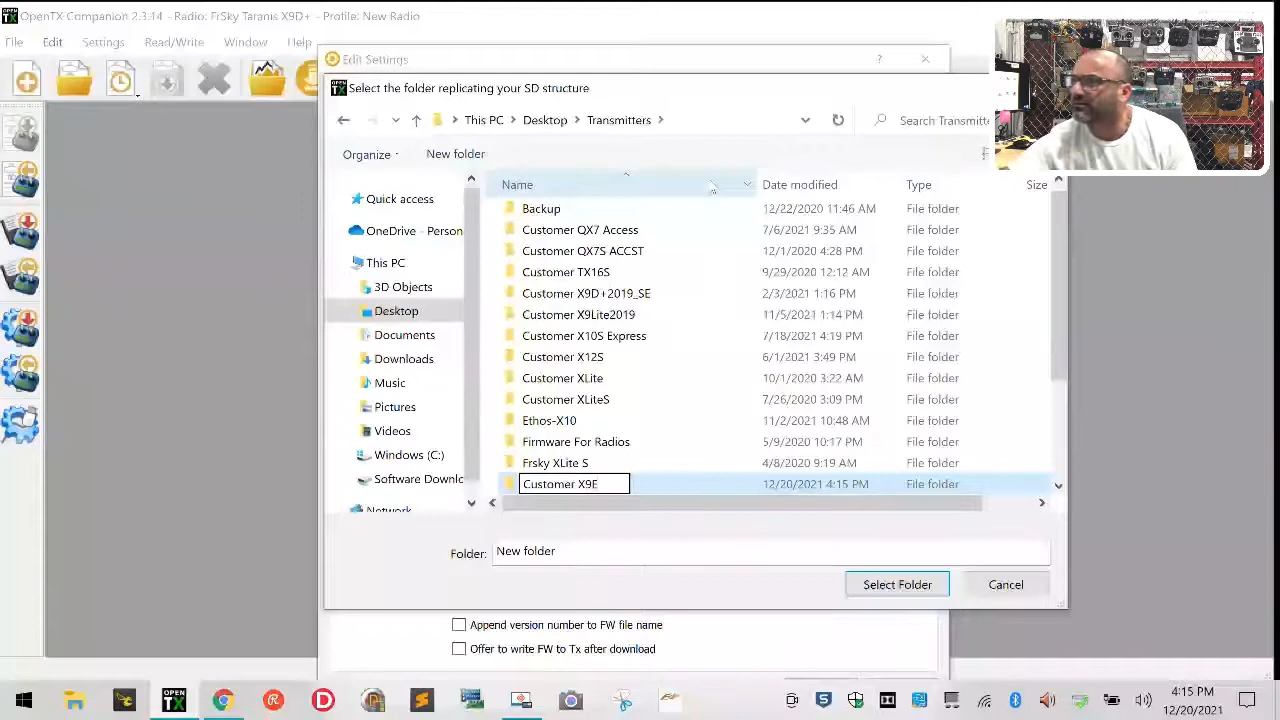 OpenTX Companion 2.3.14 - Radio: FrSky Taranis X9D+ - Profile: New Radio
File Edit Settings Read/Write Window Help
Edit Settings
Select the folder replicating your SD structure
This PC > Desktop > Transmitters >
Search Transmitte
Organize New folder
Name Date modified Type Size
Quick access
OneDrive - Person
This PC
3D Objects
Desktop
Documents
Downloads
Music
Pictures
Videos
Windows (C:)
Software Downlo
Network
Backup 12/22/2020 11:46 AM File folder
Customer QX7 Access 7/6/2021 9:35 AM File folder
Customer QX7S ACCST 12/1/2020 4:28 PM File folder
Customer TX16S 9/29/2020 12:12 AM File folder
Customer X9D+2019_SE 2/3/2021 1:16 PM File folder
Customer X9Lite2019 11/5/2021 1:14 PM File folder
Customer X10S Express 7/18/2021 4:19 PM File folder
Customer X12S 6/1/2021 3:49 PM File folder
Customer XLite 10/1/2020 3:22 AM File folder
Customer XLiteS 7/26/2020 3:09 PM File folder
Ethos-X10 11/2/2021 10:48 AM File folder
Firmware For Radios 5/9/2020 10:17 PM File folder
Frsky XLite S 4/8/2020 9:19 AM File folder
Customer X9E 12/20/2021 4:15 PM File folder
Folder: New folder
Select Folder Cancel
Append version number to FW file name
Offer to write FW to Tx after download
OPEN TX
4:15 PM
12/20/2021